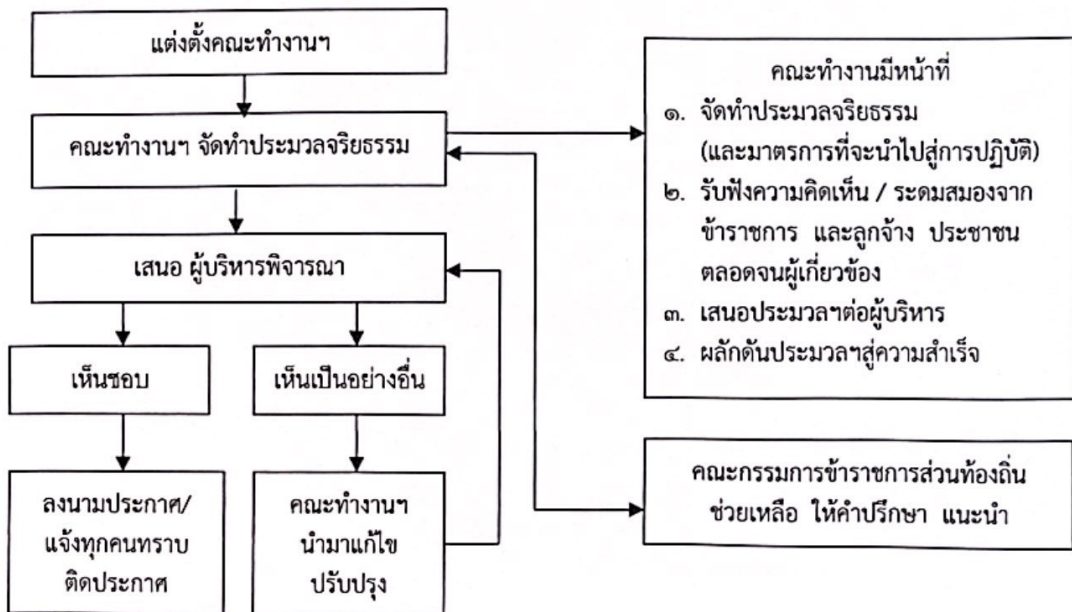 แต่งตั้งคณะทำงานฯ
คณะทำงานฯ จัดทำประมวลจริยธรรม
เสนอ ผู้บริหารพิจารณา
เห็นชอบ
เห็นเป็นอย่างอื่น
ลงนามประกาศ/
แจ้งทุกคนทราบ
ติดประกาศ
คณะทำงานฯ
นำมาแก้ไข
ปรับปรุง
คณะทำงานมีหน้าที่
๑. จัดทำประมวลจริยธรรม
(และมาตรการที่จะนำไปสู่การปฏิบัติ)
๒. รับฟังความคิดเห็น / ระดมสมองจาก
ข้าราชการ และลูกจ้าง ประชาชน
ตลอดจนผู้เกี่ยวข้อง
๓. เสนอประมวลฯต่อผู้บริหาร
๔. ผลักดันประมวลฯสู่ความสำเร็จ
คณะกรรมการข้าราชการส่วนท้องถิ่น
ช่วยเหลือ ให้คำปรึกษา แนะนำ